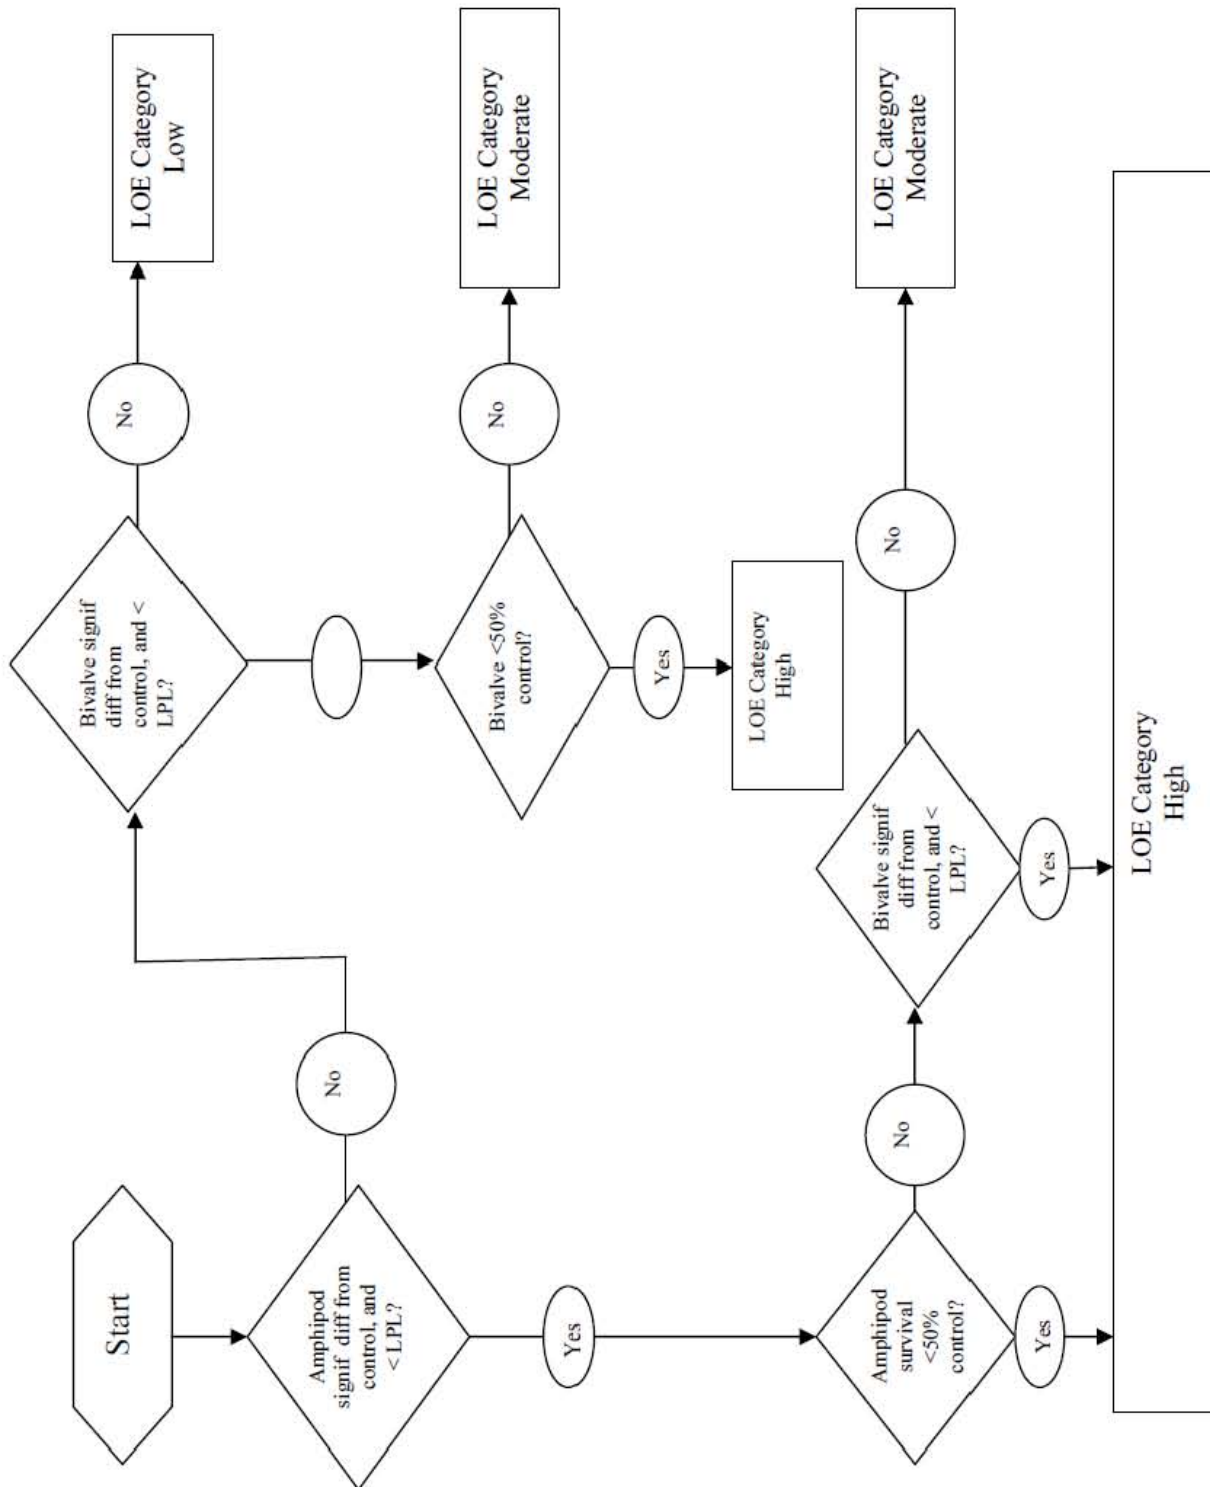 Start
Amphipod
signif diff from
control, and
< LPL?
No
Bivalve signif
diff from
control, and <
LPL?
No
LOE Category
Low
Bivalve <50%
control?
No
LOE Category
Moderate
Yes
LOE Category
High
Yes
Amphipod
survival
<50%
control?
No
Bivalve signif
diff from
control, and <
LPL?
No
LOE Category
Moderate
Yes
Yes
LOE Category
High